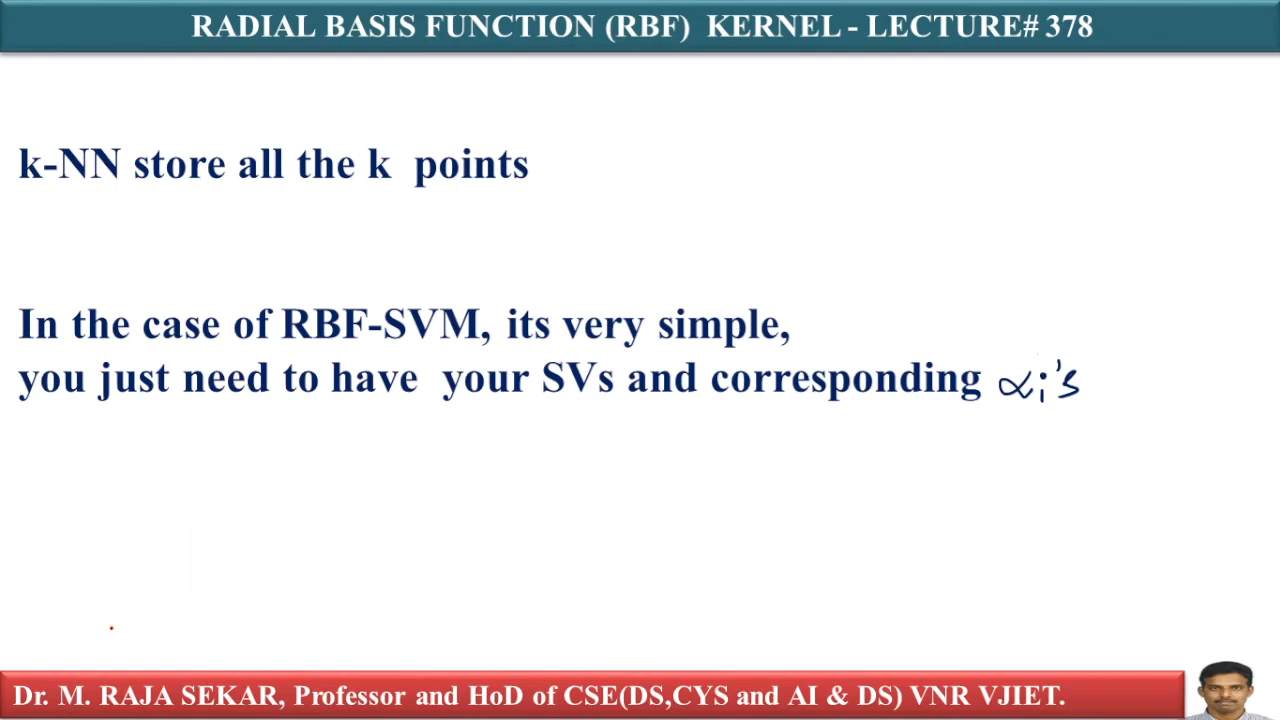 RADIAL BASIS FUNCTION (RBF) KERNEL - LECTURE# 378
k-NN store all the k points
In the case of RBF-SVM, its very simple,
you just need to have your SVs and corresponding αi's
Dr. M. RAJA SEKAR, Professor and HoD of CSE(DS,CYS and AI & DS) VNR VJIET.